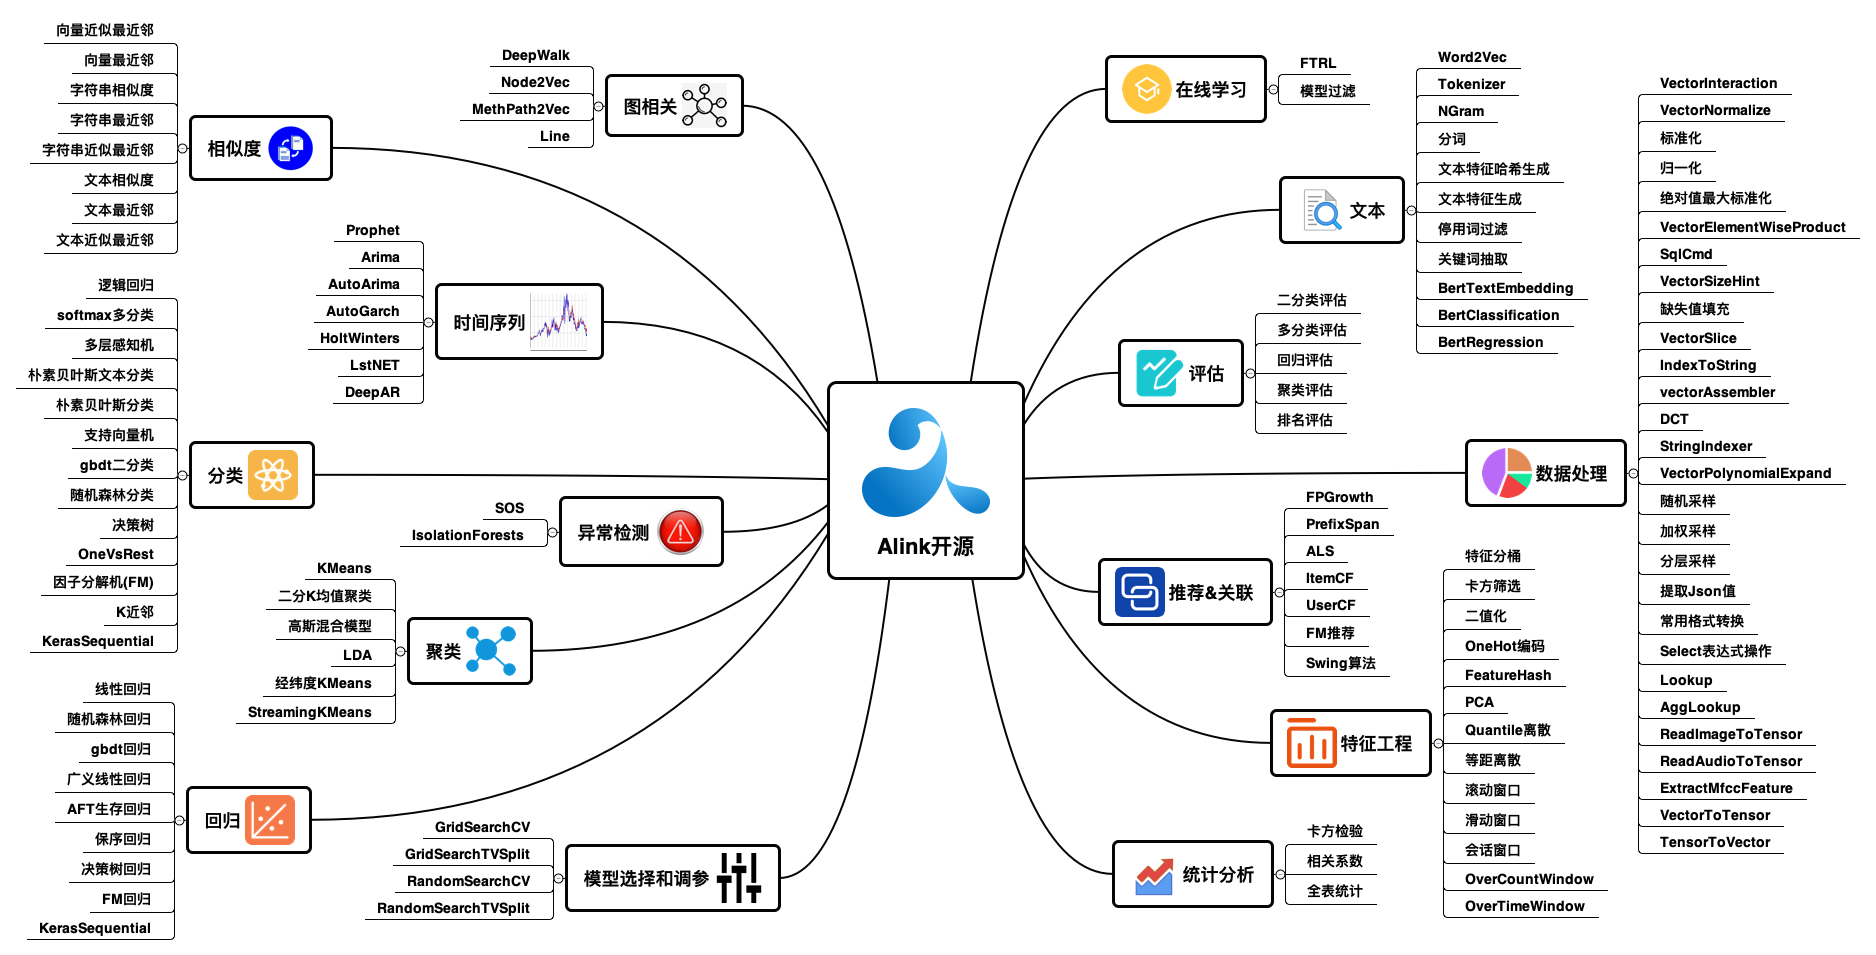 Alink开源
图相关
DeepWalk
Node2Vec
MethPath2Vec
Line
相似度
向量近似最近邻
向量最近邻
字符串相似度
字符串最近邻
字符串近似最近邻
文本相似度
文本最近邻
文本近似最近邻
时间序列
Prophet
Arima
AutoArima
AutoGarch
HoltWinters
LstNET
DeepAR
分类
逻辑回归
softmax多分类
多层感知机
朴素贝叶斯文本分类
朴素贝叶斯分类
支持向量机
gbdt二分类
随机森林分类
决策树
OneVsRest
因子分解机(FM)
K近邻
KerasSequential
异常检测
SOS
IsolationForests
聚类
KMeans
二分K均值聚类
高斯混合模型
LDA
经纬度KMeans
StreamingKMeans
回归
线性回归
随机森林回归
gbdt回归
广义线性回归
AFT生存回归
保序回归
决策树回归
FM回归
KerasSequential
模型选择和调参
GridSearchCV
GridSearchTVSplit
RandomSearchCV
RandomSearchTVSplit
在线学习
FTRL
模型过滤
文本
Word2Vec
Tokenizer
NGram
分词
文本特征哈希生成
文本特征生成
停用词过滤
关键词抽取
BertTextEmbedding
BertClassification
BertRegression
评估
二分类评估
多分类评估
回归评估
聚类评估
排名评估
数据处理
VectorInteraction
VectorNormalize
标准化
归一化
绝对值最大标准化
VectorElementWiseProduct
SqlCmd
VectorSizeHint
缺失值填充
VectorSlice
IndexToString
vectorAssembler
DCT
StringIndexer
VectorPolynomialExpand
随机采样
加权采样
分层采样
提取Json值
常用格式转换
Select表达式操作
Lookup
AggLookup
ReadImageToTensor
ReadAudioToTensor
ExtractMfccFeature
VectorToTensor
TensorToVector
推荐&关联
FPGrowth
PrefixSpan
ALS
ItemCF
UserCF
FM推荐
Swing算法
特征工程
特征分桶
卡方筛选
二值化
OneHot编码
FeatureHash
PCA
Quantile离散
等距离散
滚动窗口
滑动窗口
会话窗口
OverCountWindow
OverTimeWindow
统计分析
卡方检验
相关系数
全表统计